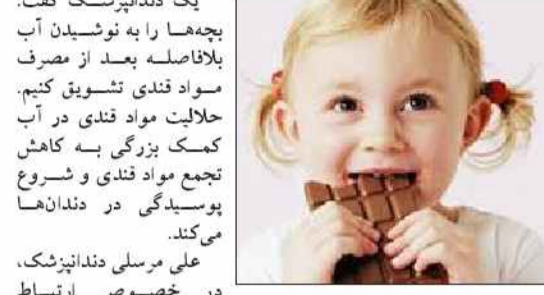 یک دندانپزشک گفت:
بچه‌ها را به نوشیدن آب
بلافاصله بعد از مصرف
مواد قندی تشویق کنیم.
حلالیت مواد قندی در آب
کمک بزرگی به کاهش
تجمع مواد قندی و شروع
پوسیدگی در دندان‌ها
می‌کند.
علی مرسلی دندانپزشک،
در خصوص ارتباط